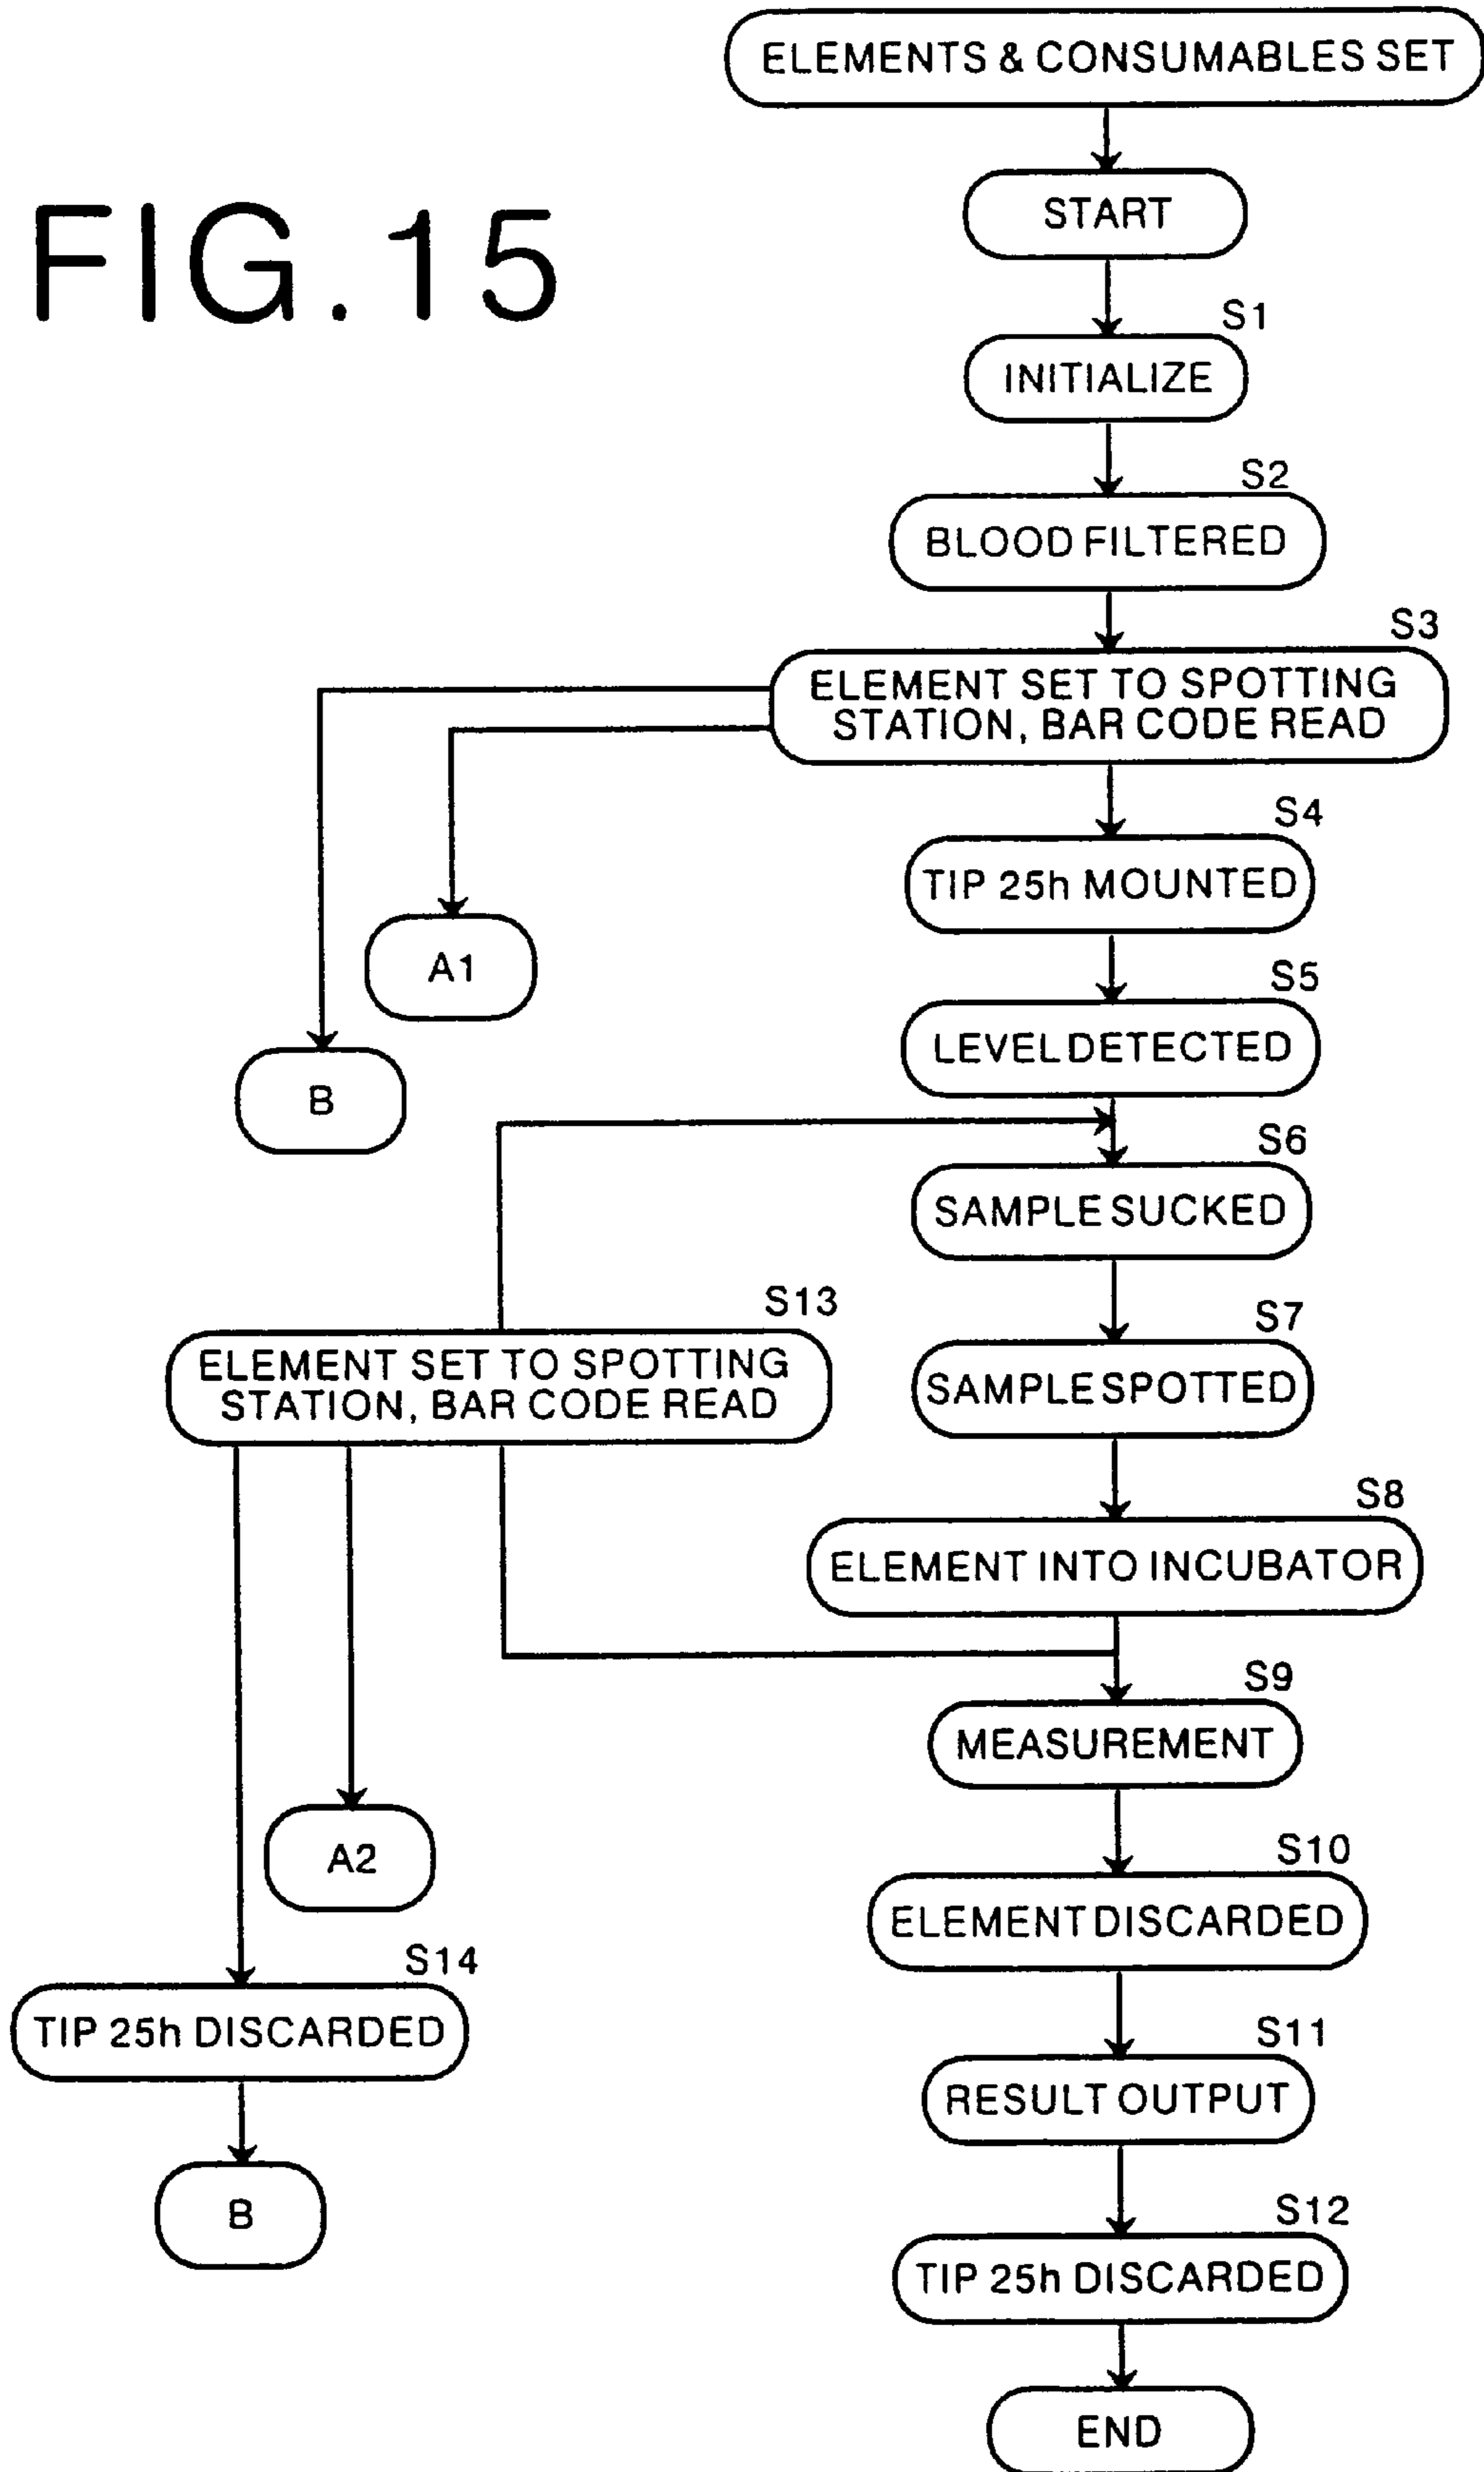 FIG.15
ELEMENTS & CONSUMABLES SET
START
S1
INITIALIZE
S2
BLOOD FILTERED
S3
ELEMENT SET TO SPOTTING
STATION, BAR CODE READ
S4
TIP 25h MOUNTED
A1
S5
LEVEL DETECTED
B
S6
SAMPLE SUCKED
S13
ELEMENT SET TO SPOTTING
STATION, BAR CODE READ
S7
SAMPLE SPOTTED
S8
ELEMENT INTO INCUBATOR
S9
MEASUREMENT
A2
S10
ELEMENT DISCARDED
S14
TIP 25h DISCARDED
S11
RESULT OUTPUT
B
S12
TIP 25h DISCARDED
END